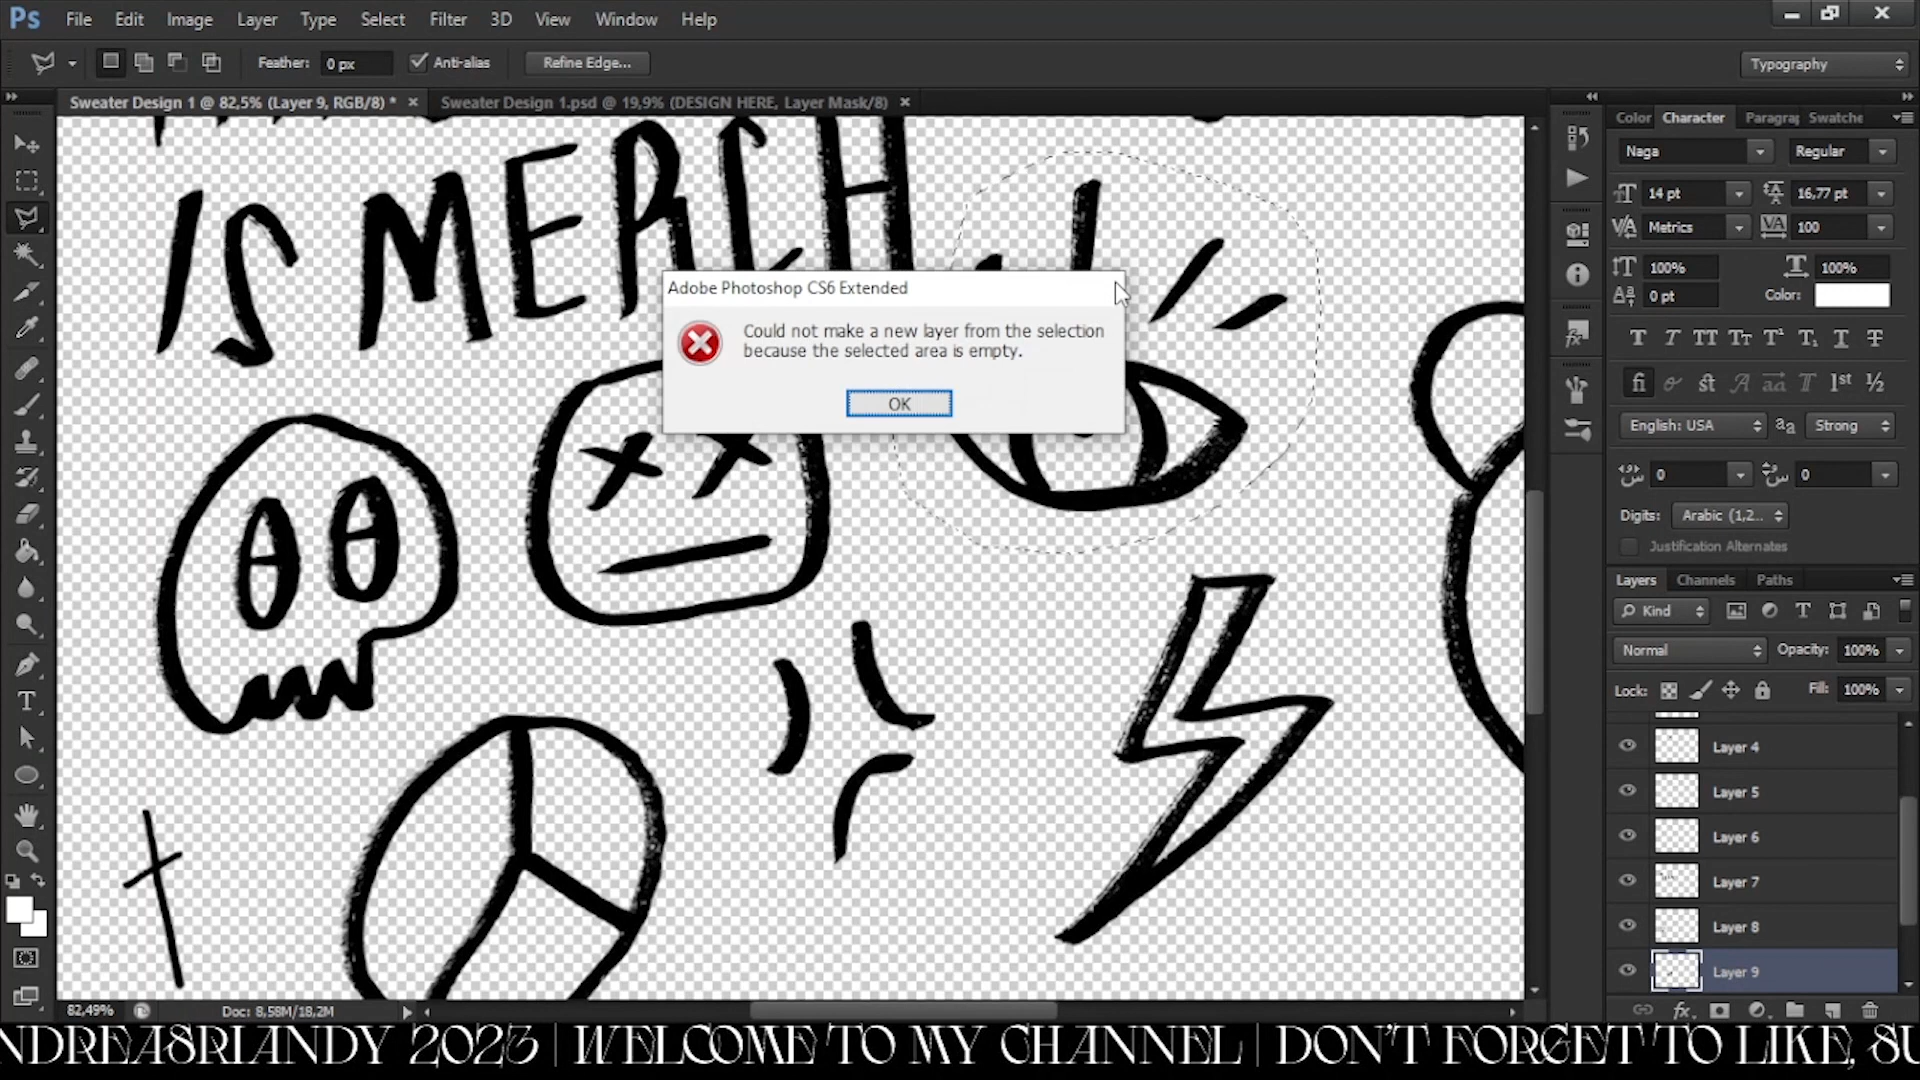 Ps File Edit Image Layer Type Select Filter 3D View Window Help
Feather: 0 px Anti-alias Refine Edge... Typography
Sweater Design 1 @ 82,5% (Layer 9, RGB/8) * × Sweater Design 1.psd @ 19,9% (DESIGN HERE, Layer Mask/8) ×
Color Character Paragrap Swatche
Naga Regular
14 pt 16,77 pt
Metrics 100
100% 100%
0 pt Color:
English: USA aa Strong
0 0
Digits: Arabic (1,2...
Justification Alternates
IS MERCH
Adobe Photoshop CS6 Extended
Could not make a new layer from the selection
because the selected area is empty.
OK
Layers Channels Paths
Kind
Normal Opacity: 100%
Lock: Fill: 100%
Layer 4
Layer 5
Layer 6
Layer 7
Layer 8
Layer 9
82,49% Doc: 8,58M/18,2M
NDREASRIANDY 2023 | WELCOME TO MY CHANNEL | DON'T FORGET TO LIKE, SU